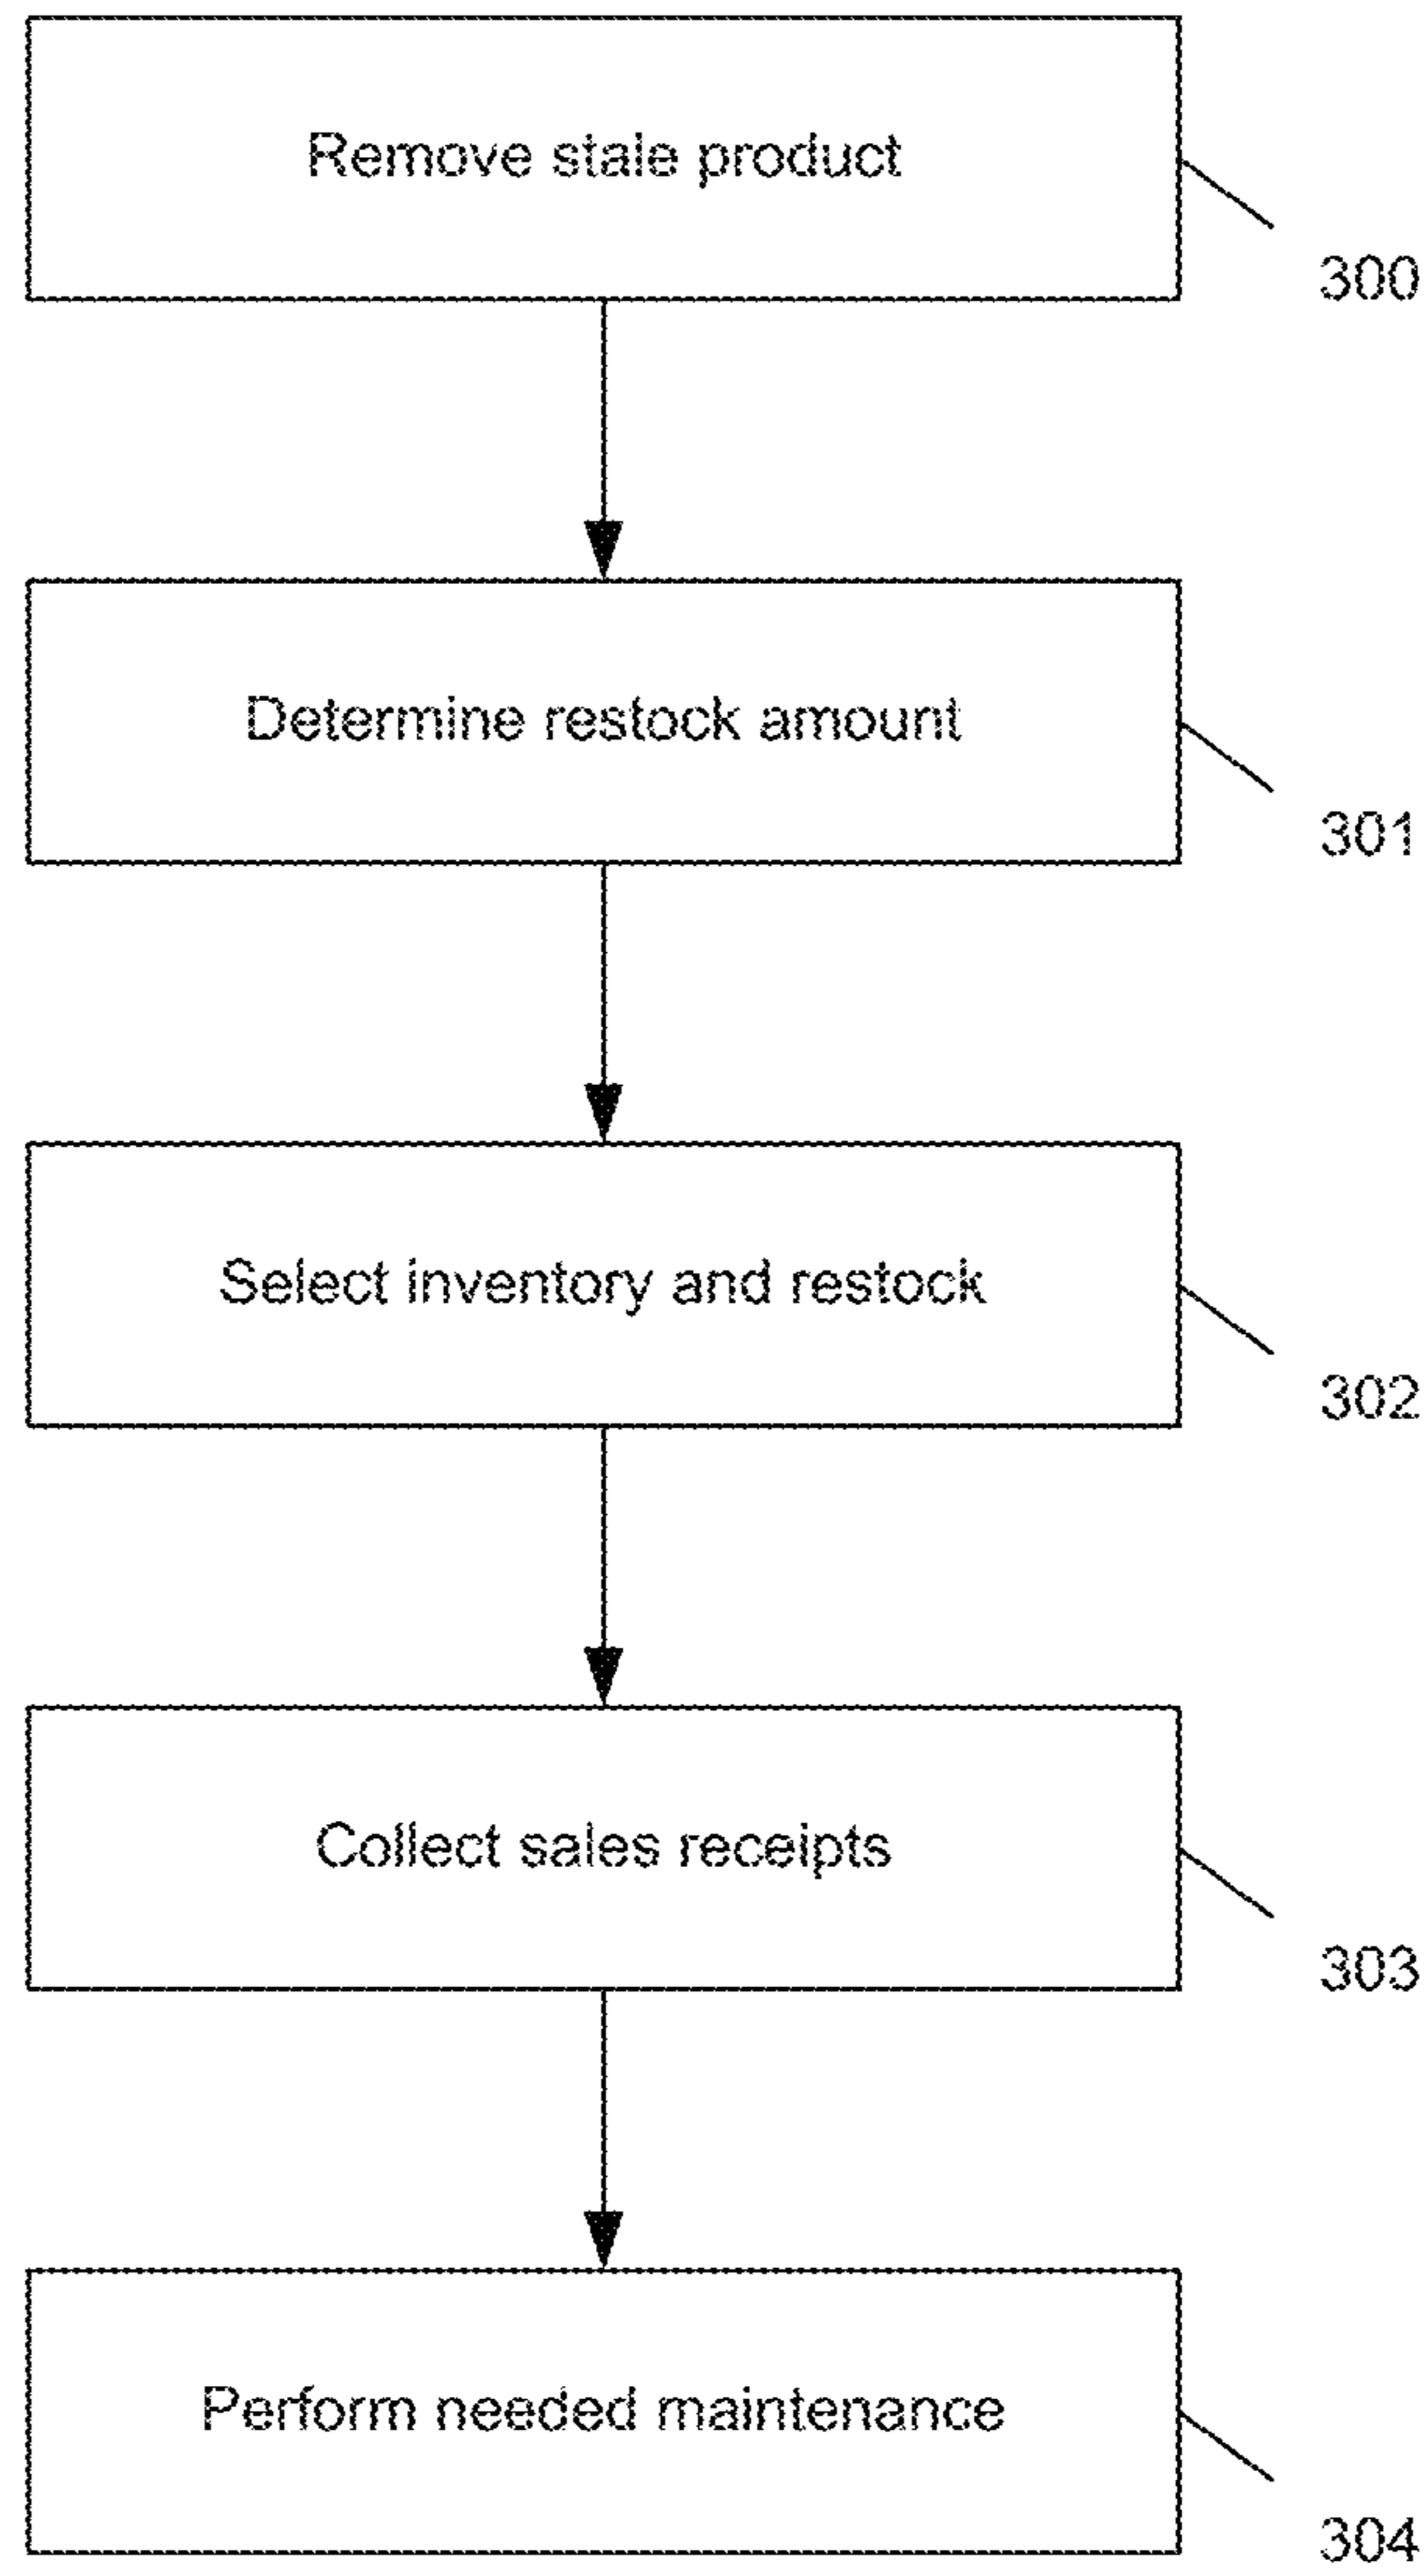 Remove stale product
300
Determine restock amount
301
Select inventory and restock
302
Collect sales receipts
303
Perform needed maintenance
304